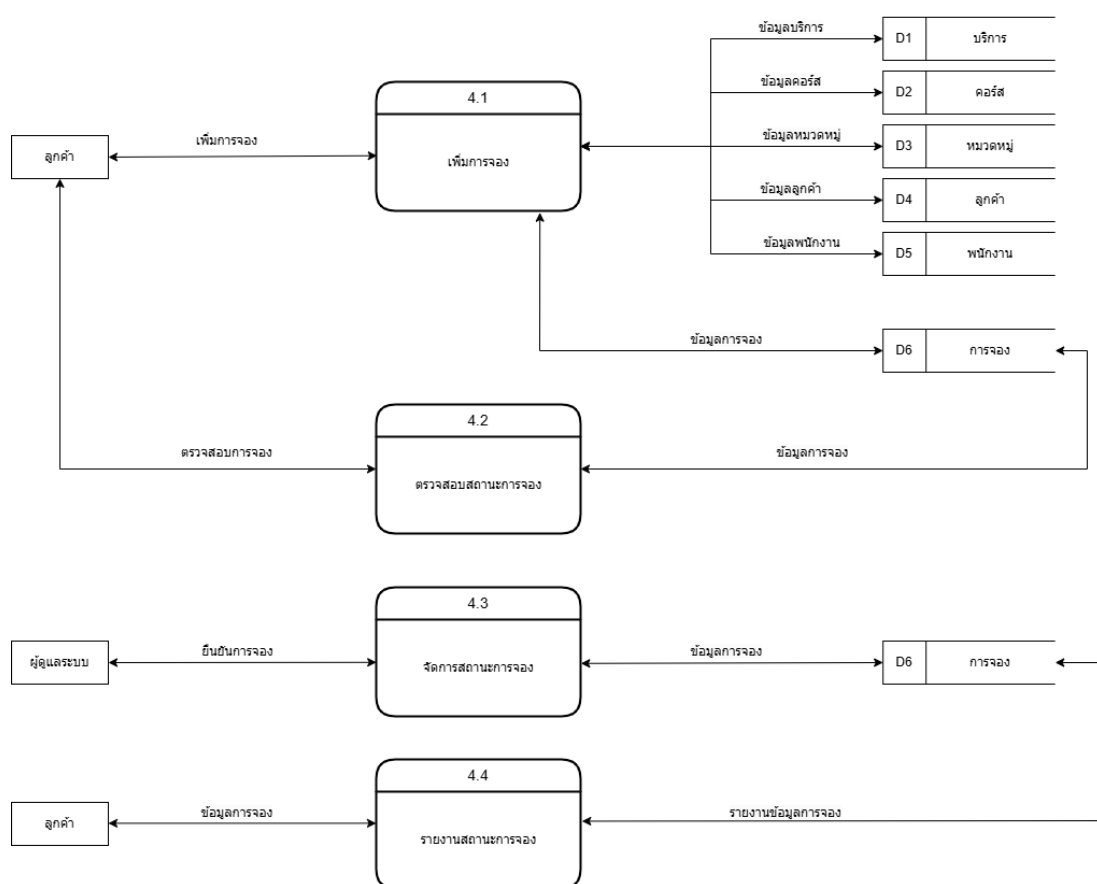 ข้อมูลบริการ
D1 บริการ
ข้อมูลคอร์ส
D2 คอร์ส
4.1
เพิ่มการจอง
ลูกค้า
เพิ่มการจอง
ข้อมูลหมวดหมู่
D3 หมวดหมู่
ข้อมูลลูกค้า
D4 ลูกค้า
ข้อมูลพนักงาน
D5 พนักงาน
ข้อมูลการจอง
D6 การจอง
4.2
ตรวจสอบการจอง
ตรวจสอบสถานะการจอง
ข้อมูลการจอง
4.3
ผู้ดูแลระบบ
ยืนยันการจอง
จัดการสถานะการจอง
ข้อมูลการจอง
D6 การจอง
4.4
ลูกค้า
ข้อมูลการจอง
รายงานสถานะการจอง
รายงานข้อมูลการจอง